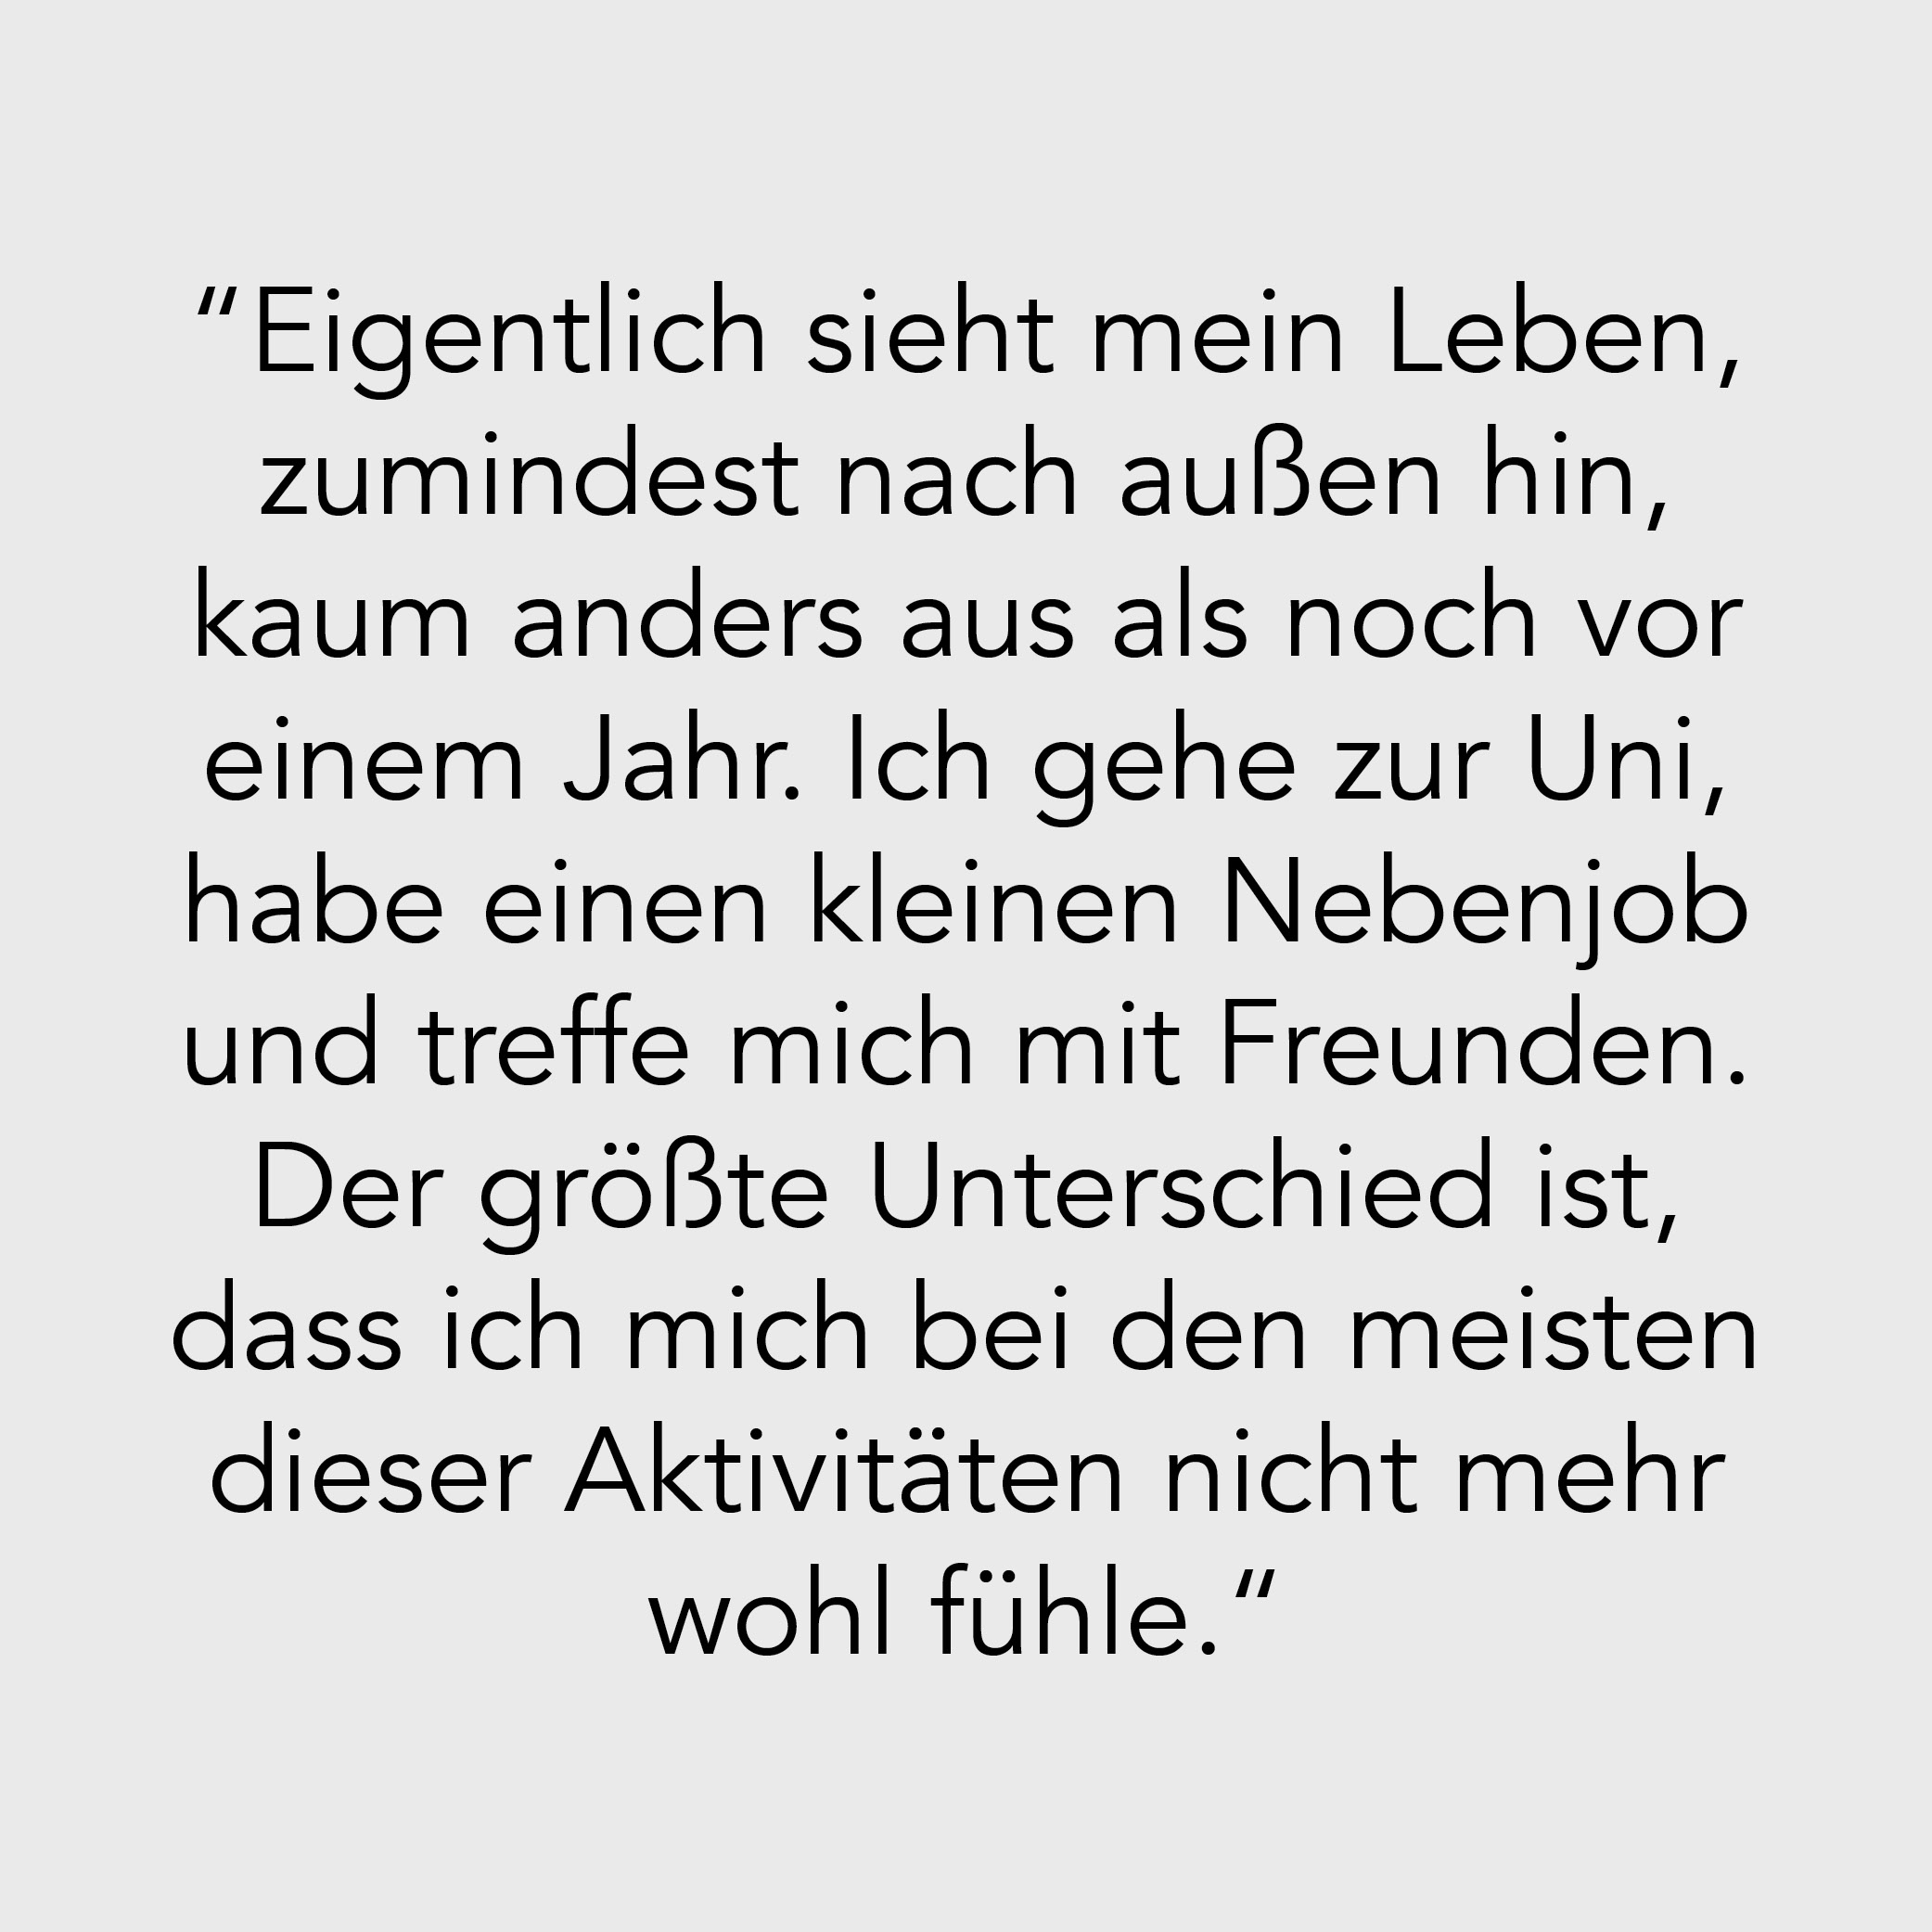 “Eigentlich sieht mein Leben,
zumindest nach außen hin,
kaum anders aus als noch vor
einem Jahr. Ich gehe zur Uni,
habe einen kleinen Nebenjob
und treffe mich mit Freunden.
Der größte Unterschied ist,
dass ich mich bei den meisten
dieser Aktivitäten nicht mehr
wohl fühle.“